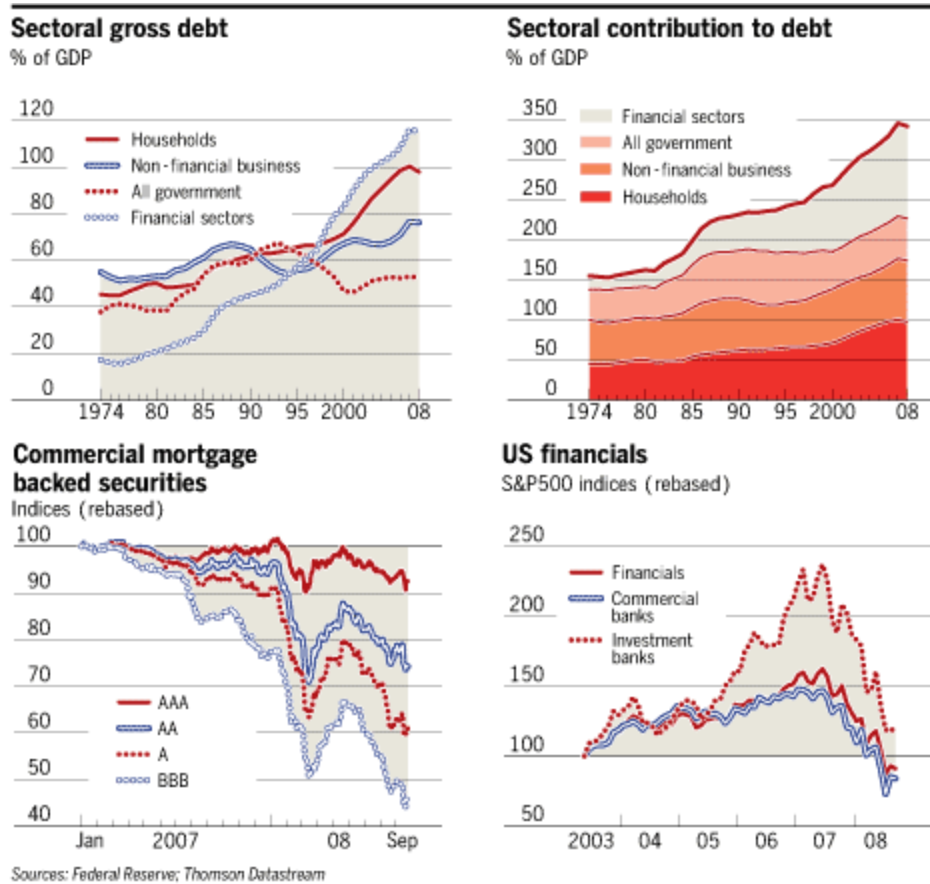 Sectoral gross debt
% of GDP
120
100
80
60
40
20
0
Households
Non-financial business
All government
Financial sectors
1974 80 85 90 95 2000 08
Sectoral contribution to debt
% of GDP
350
300
250
200
150
100
50
0
Financial sectors
All government
Non-financial business
Households
1974 80 85 90 95 2000 08
Commercial mortgage
backed securities
Indices (rebased)
100
90
80
70
60
50
40
AAA
AA
A
BBB
Jan 2007 08 Sep
US financials
S&P500 indices (rebased)
250
200
150
100
50
Financials
Commercial
banks
Investment
banks
2003 04 05 06 07 08
Sources: Federal Reserve; Thomson Datastream